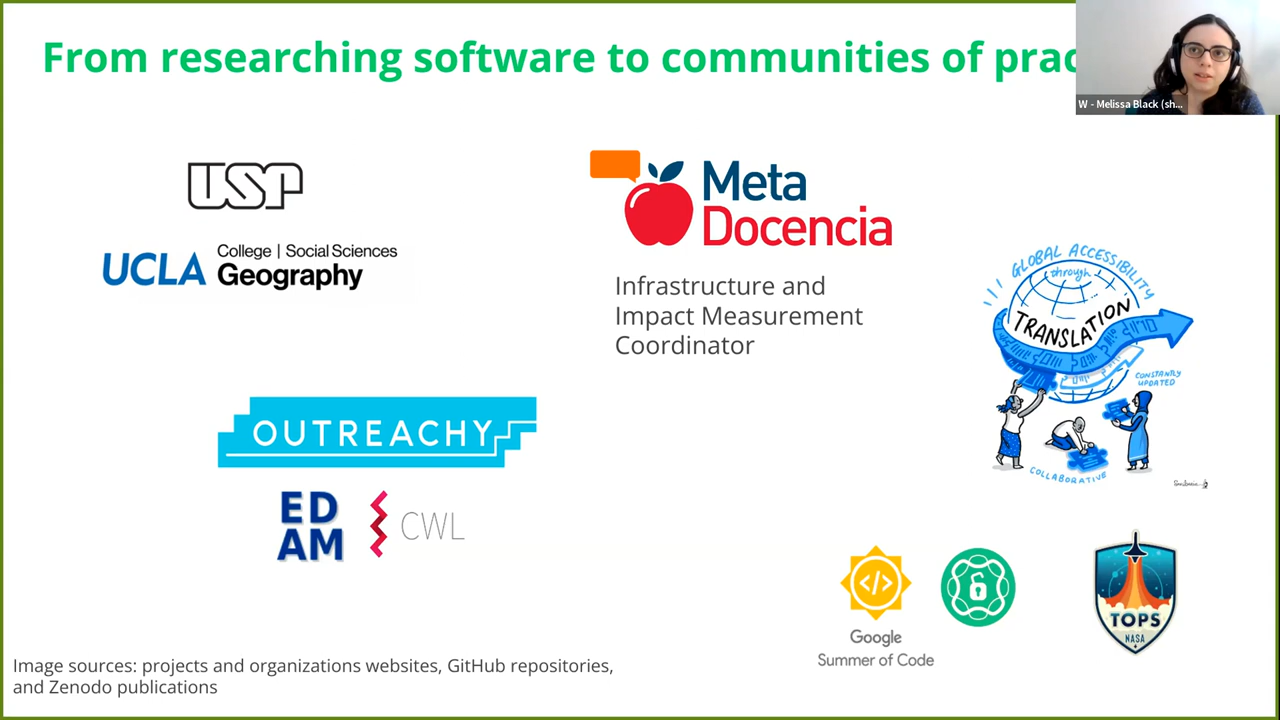 From researching software to communities of prac
W - Melissa Black (sh...
USP
UCLA College | Social Sciences
Geography
Meta
Docencia
Infrastructure and
Impact Measurement
Coordinator
GLOBAL ACCESSIBILITY
through
TRANSLATION
CONSTANTLY
UPDATED
COLLABORATIVE
OUTREACHY
ED
AM
CWL
Google
Summer of Code
TOPS
NASA
Image sources: projects and organizations websites, GitHub repositories,
and Zenodo publications